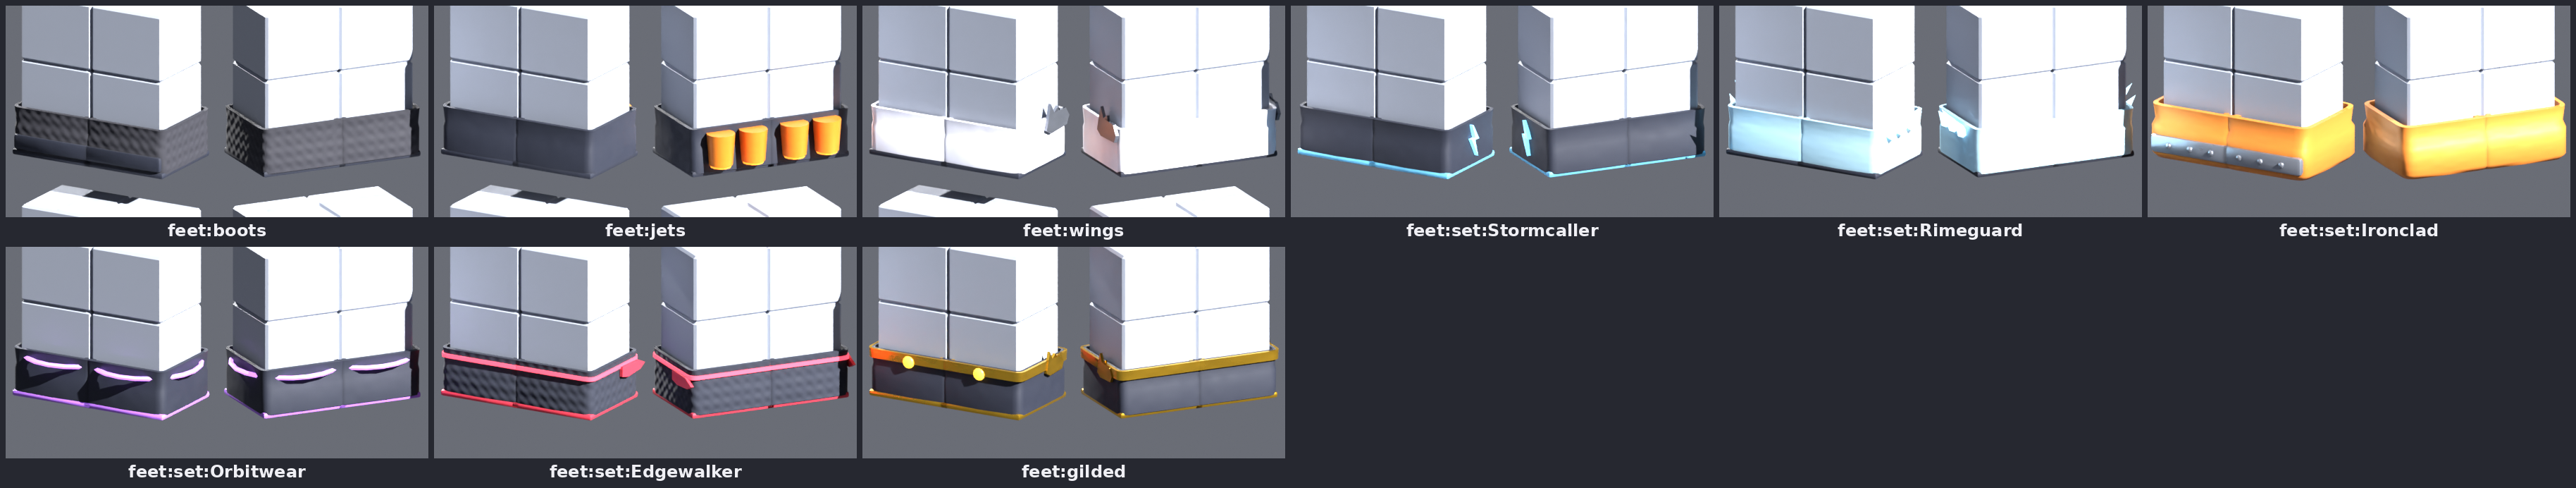 feet:boots
feet:jets
feet:wings
feet:set:Stormcaller
feet:set:Rimeguard
feet:set:Ironclad
feet:set:Orbitwear
feet:set:Edgewalker
feet:gilded